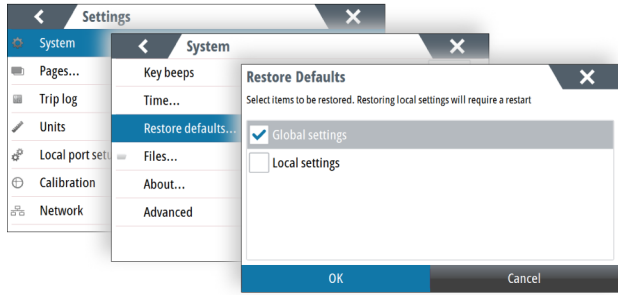 Settings
System
Pages...
Trip log
Units
Local port setu
Calibration
Network
System
Key beeps
Time...
Restore defaults...
Files...
About...
Advanced
Restore Defaults
Select items to be restored. Restoring local settings will require a restart
Global settings
Local settings
OK
Cancel